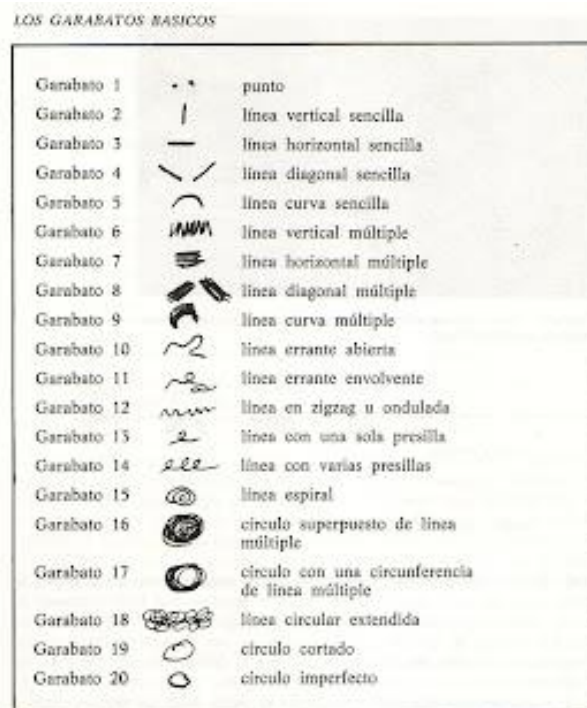 LOS GARABATOS BASICOS
Garabato 1 punto
Garabato 2 línea vertical sencilla
Garabato 3 línea horizontal sencilla
Garabato 4 línea diagonal sencilla
Garabato 5 línea curva sencilla
Garabato 6 línea vertical múltiple
Garabato 7 línea horizontal múltiple
Garabato 8 línea diagonal múltiple
Garabato 9 línea curva múltiple
Garabato 10 línea errante abierta
Garabato 11 línea errante envolvente
Garabato 12 línea en zigzag u ondulada
Garabato 13 línea con una sola presilla
Garabato 14 línea con varias presillas
Garabato 15 línea espiral
Garabato 16 círculo superpuesto de línea
múltiple
Garabato 17 círculo con una circunferencia
de línea múltiple
Garabato 18 línea circular extendida
Garabato 19 círculo cortado
Garabato 20 círculo imperfecto